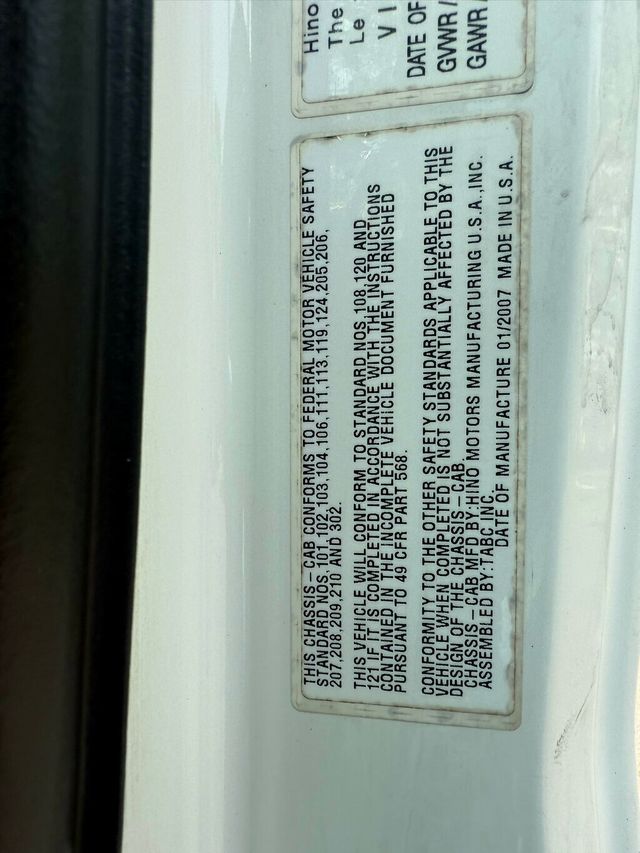 Hino
The
Le
VI
DATE OF
GVWR /
GAWR /
THIS CHASSIS-CAB CONFORMS TO FEDERAL MOTOR VEHICLE SAFETY
STANDARD NOS, 101, 102, 103, 104, 106, 111, 113, 119, 124, 205, 206,
207, 208, 209, 210 AND 302.
THIS VEHICLE WILL CONFORM TO STANDARD NOS, 108, 120 AND
121 IF IT IS COMPLETED IN ACCORDANCE WITH THE INSTRUCTIONS
CONTAINED IN THE INCOMPLETE VEHICLE DOCUMENT FURNISHED
PURSUANT TO 49 CFR PART 568.
CONFORMITY TO THE OTHER SAFETY STANDARDS APPLICABLE TO THIS
VEHICLE WHEN COMPLETED IS NOT SUBSTANTIALLY AFFECTED BY THE
DESIGN OF THE CHASSIS-CAB
CHASSIS-CAB MFD BY:HINO MOTORS MANUFACTURING U.S.A.,INC.
ASSEMBLED BY:TABC,INC.
DATE OF MANUFACTURE 01/2007 MADE IN U.S.A.